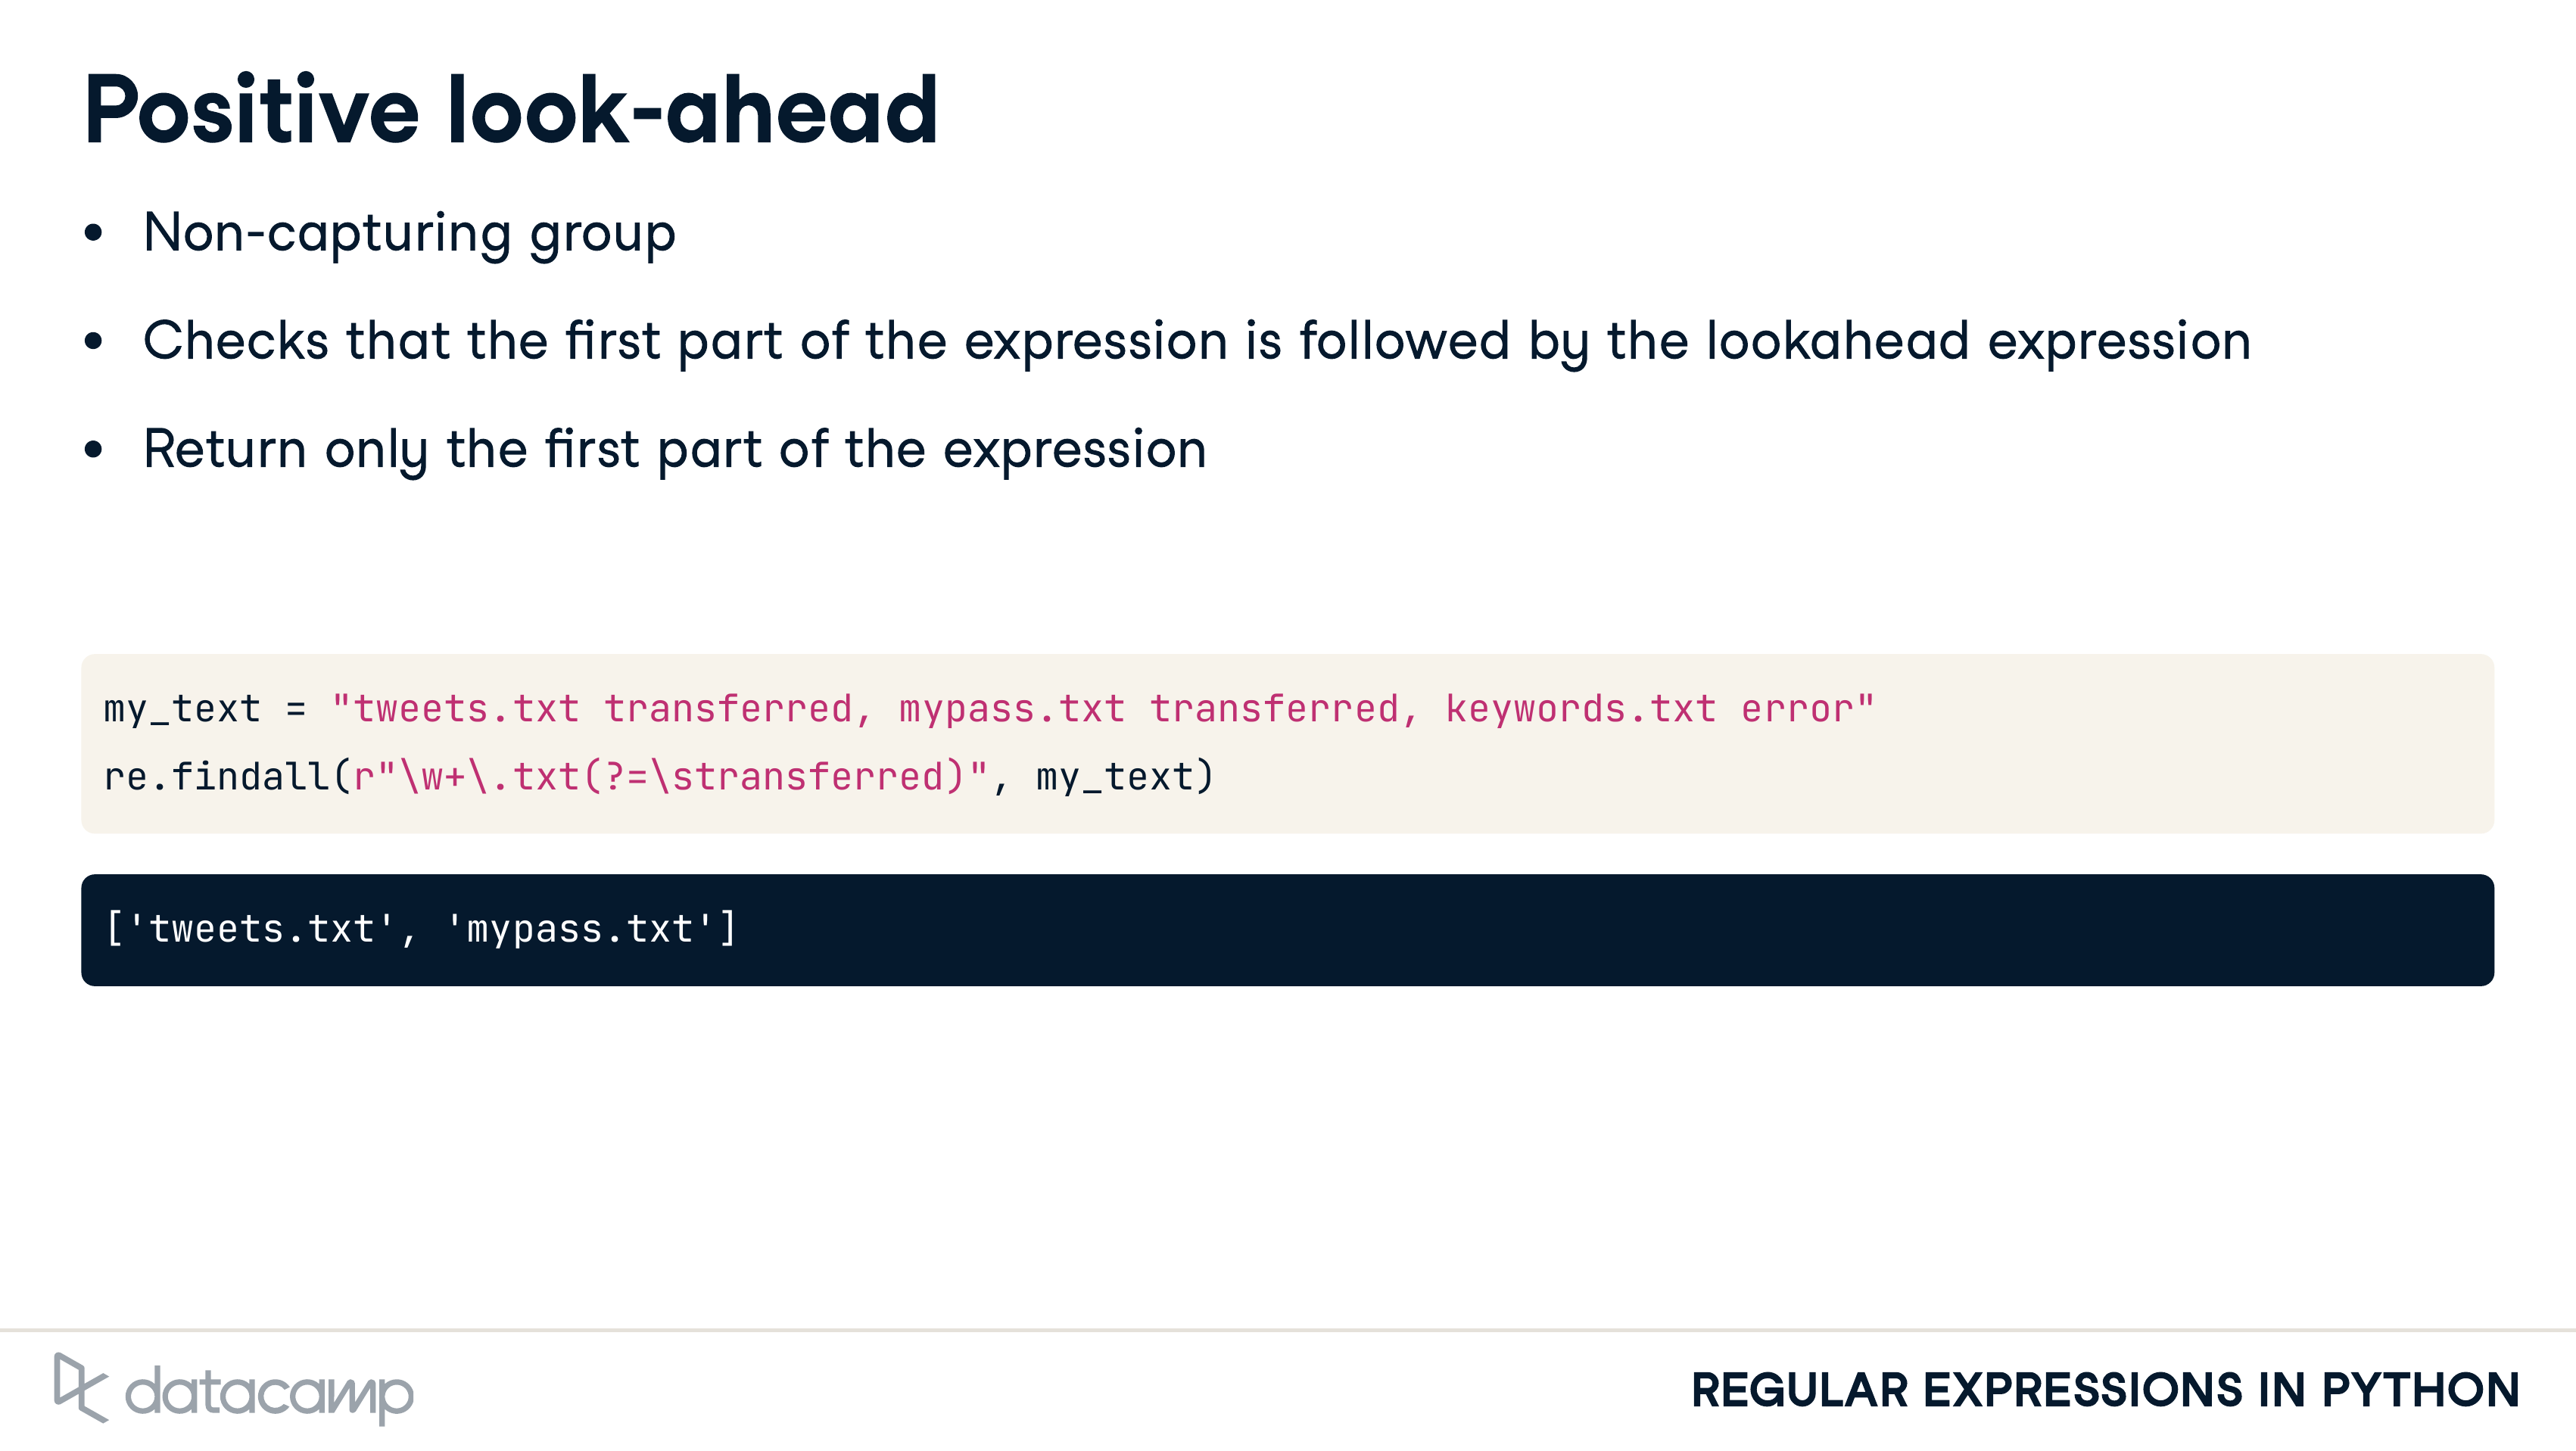 Positive look-ahead
• Non-capturing group
• Checks that the first part of the expression is followed by the lookahead expression
• Return only the first part of the expression
my_text = "tweets.txt transferred, mypass.txt transferred, keywords.txt error"
re.findall(r"\w+\.txt(?=\stransferred)", my_text)
['tweets.txt', 'mypass.txt']
datacamp
REGULAR EXPRESSIONS IN PYTHON